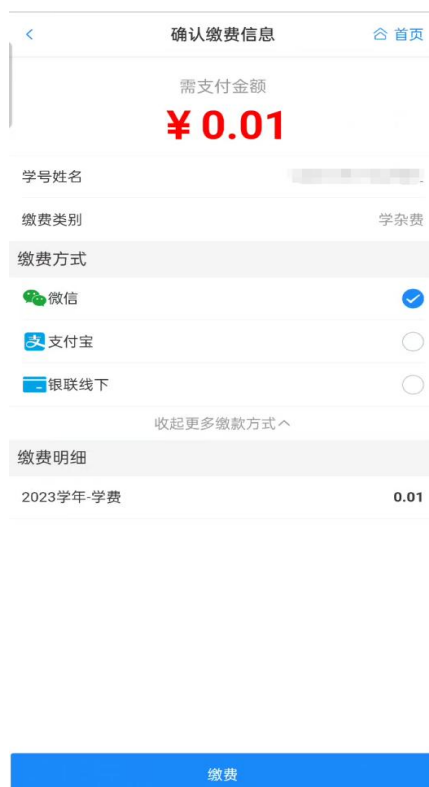 确认缴费信息 首页
需支付金额
¥ 0.01
学号姓名
缴费类别 学杂费
缴费方式
微信
支付宝
银联线下
收起更多缴款方式
缴费明细
2023学年-学费 0.01
缴费